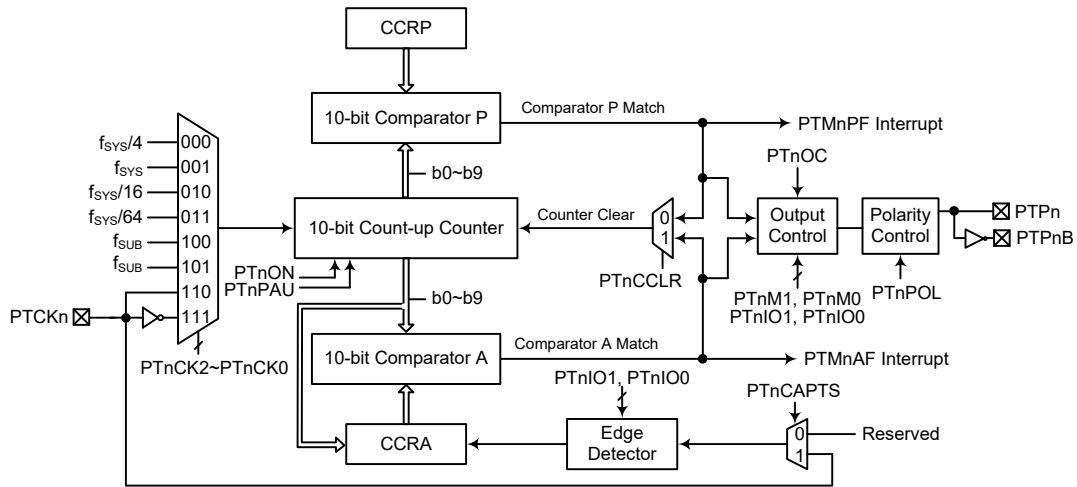 CCRP
10-bit Comparator P
Comparator P Match
PTMnPF Interrupt
fSYS/4
000
fSYS
001
fSYS/16
010
fSYS/64
011
fSUB
100
fSUB
101
110
111
PTCKn
PTnCK2~PTnCK0
b0~b9
10-bit Count-up Counter
PTnON
PTnPAU
Counter Clear
0
1
PTnCCLR
PTnOC
Output
Control
Polarity
Control
PTPn
PTPnB
PTnM1, PTnM0
PTnIO1, PTnIO0
PTnPOL
b0~b9
10-bit Comparator A
Comparator A Match
PTMnAF Interrupt
PTnIO1, PTnIO0
PTnCAPTS
CCRA
Edge
Detector
0
1
Reserved